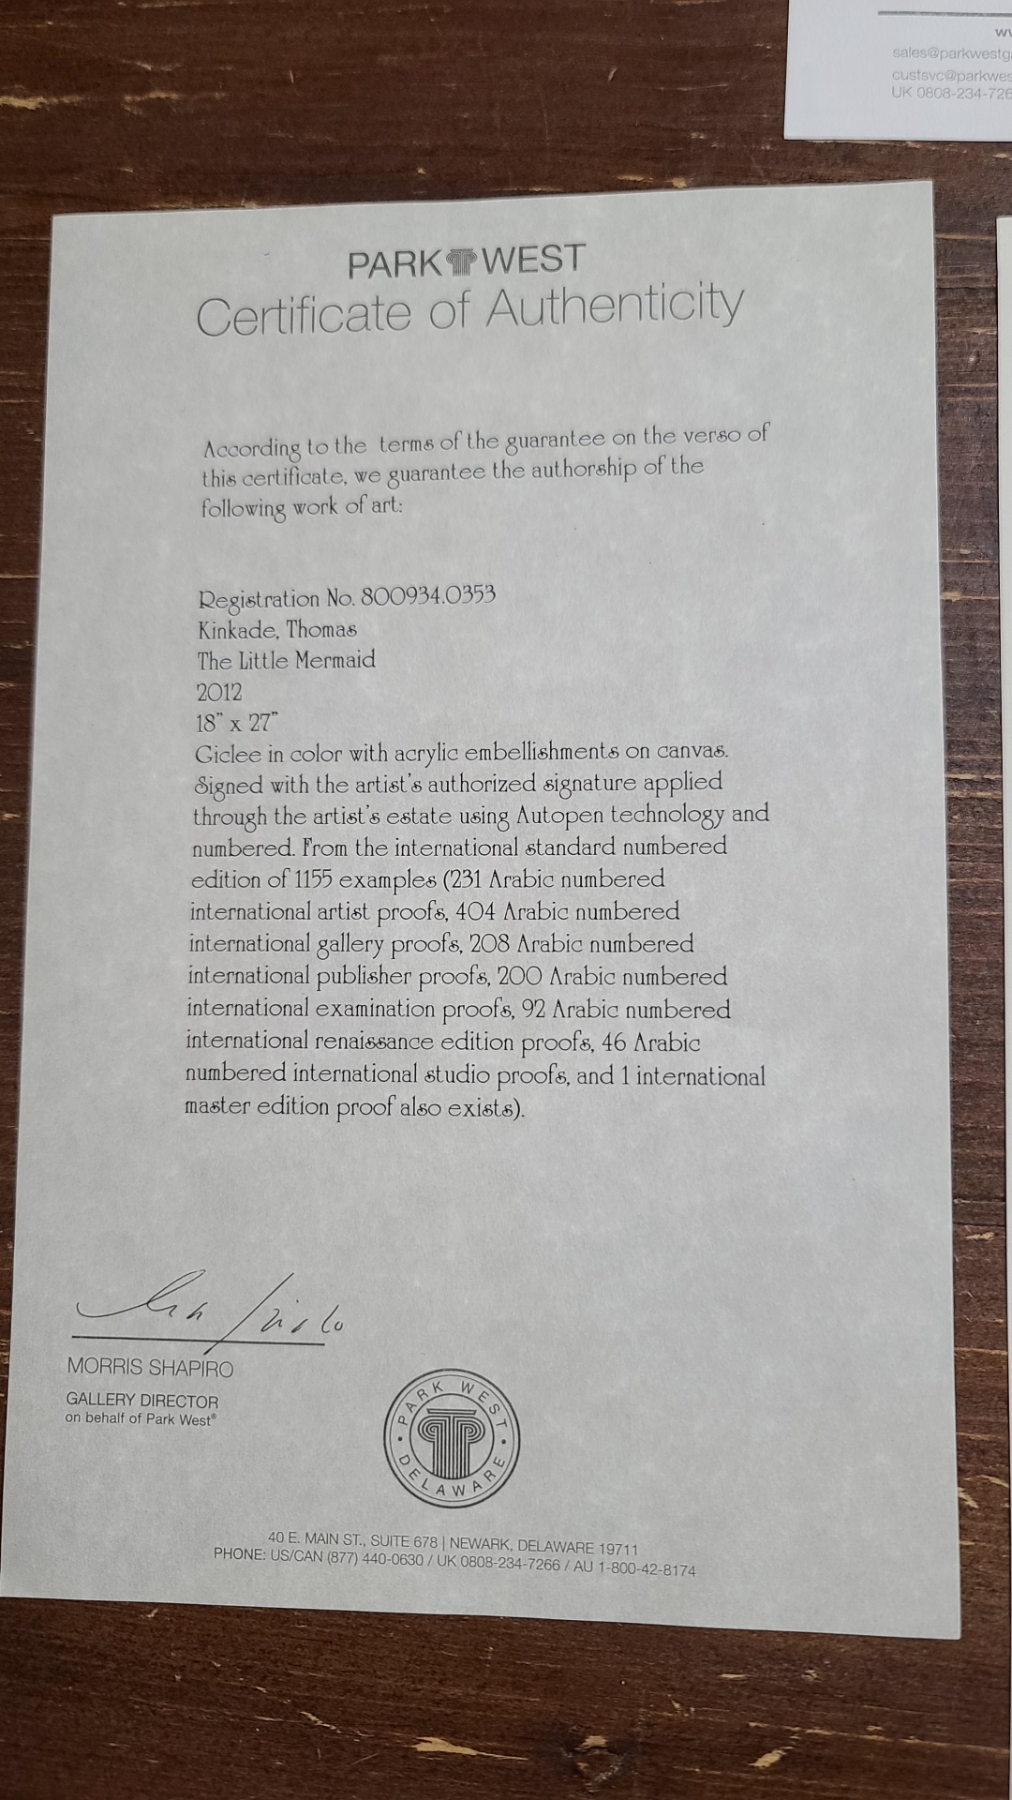 ww
sales@parkwestg
custsvc@parkwes
UK 0808-234-726
PARK WEST
Certificate of Authenticity
According to the terms of the guarantee on the verso of
this certificate, we guarantee the authorship of the
following work of art:
Registration No. 800934.0353
Kinkade, Thomas
The Little Mermaid
2012
18" x 27"
Giclee in color with acrylic embellishments on canvas.
Signed with the artist's authorized signature applied
through the artist's estate using Autopen technology and
numbered. From the international standard numbered
edition of 1155 examples (231 Arabic numbered
international artist proofs, 404 Arabic numbered
international gallery proofs, 208 Arabic numbered
international publisher proofs, 200 Arabic numbered
international examination proofs, 92 Arabic numbered
international renaissance edition proofs, 46 Arabic
numbered international studio proofs, and 1 international
master edition proof also exists).
MORRIS SHAPIRO
GALLERY DIRECTOR
on behalf of Park West®
PARK WEST
DELAWARE
40 E. MAIN ST., SUITE 678 | NEWARK, DELAWARE 19711
PHONE: US/CAN (877) 440-0630 / UK 0808-234-7266 / AU 1-800-42-8174